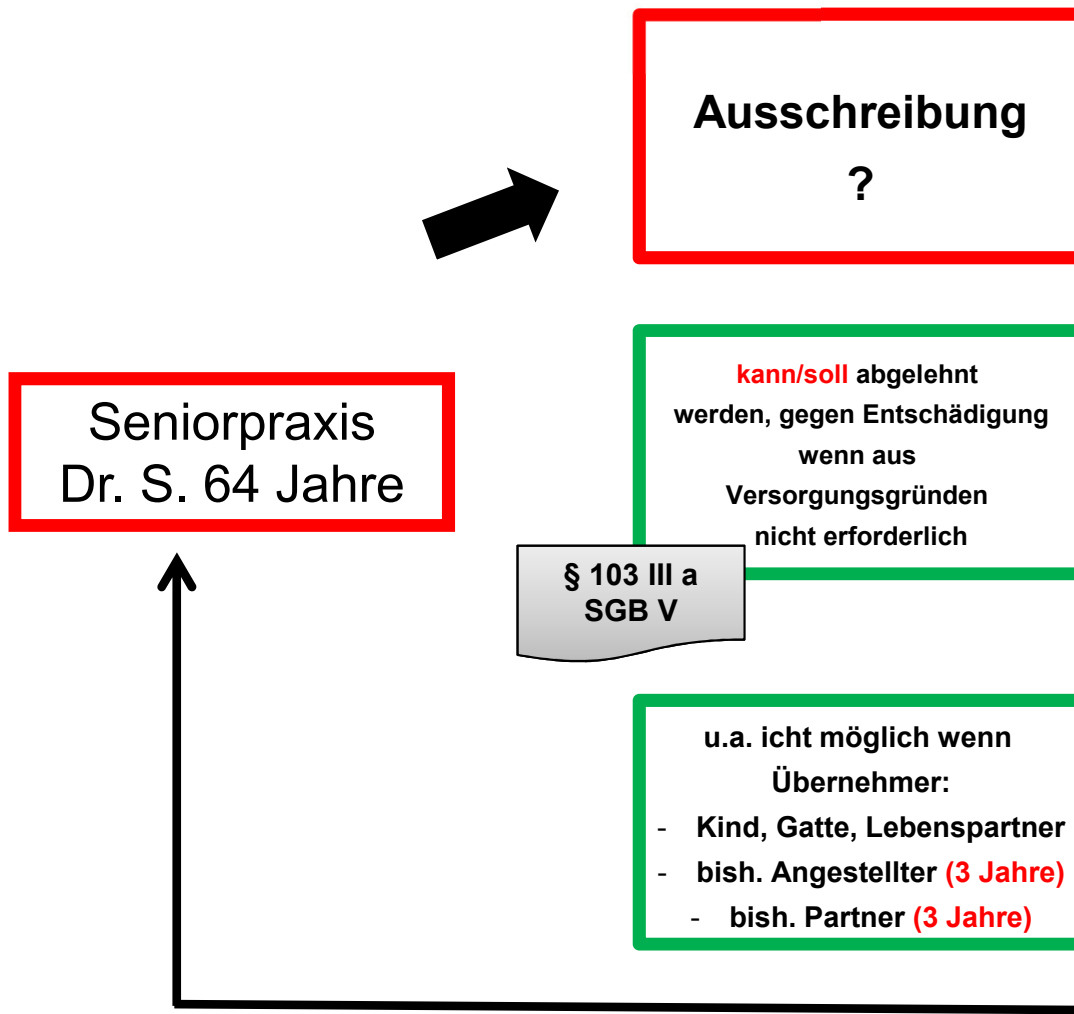 Ausschreibung
?
Seniorpraxis
Dr. S. 64 Jahre
kann/soll abgelehnt
werden, gegen Entschädigung
wenn aus
Versorgungsgründen
nicht erforderlich
§ 103 III a
SGB V
u.a. icht möglich wenn
Übernehmer:
- Kind, Gatte, Lebenspartner
- bish. Angestellter (3 Jahre)
- bish. Partner (3 Jahre)